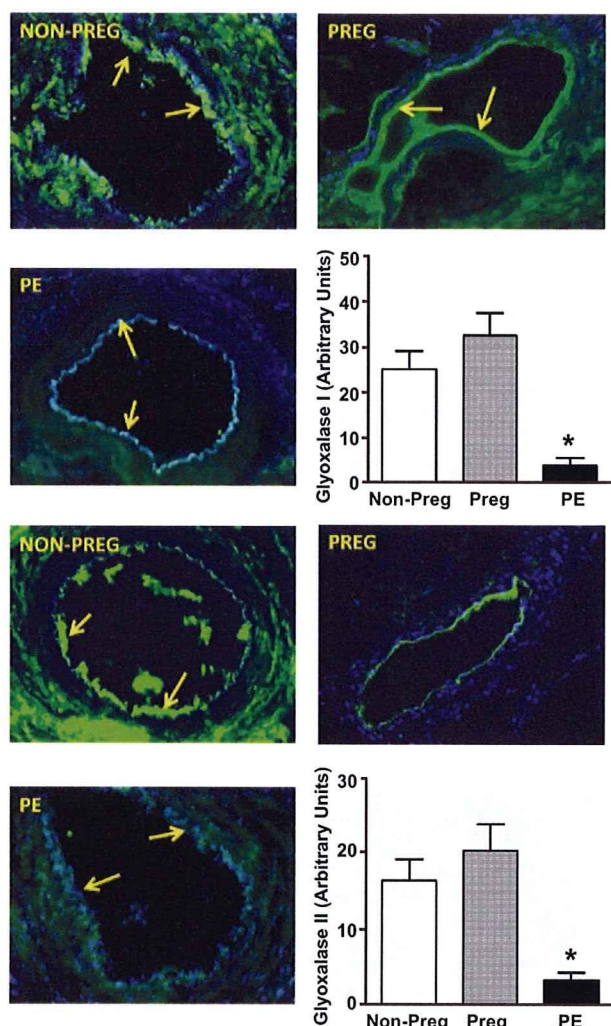 NON-PREG
PREG
PE
Glyoxalase I (Arbitrary Units)
50
40
30
20
10
0
Non-Preg Preg PE
*
NON-PREG
PREG
PE
Glyoxalase II (Arbitrary Units)
30
20
10
0
Non-Preg Preg PE
*